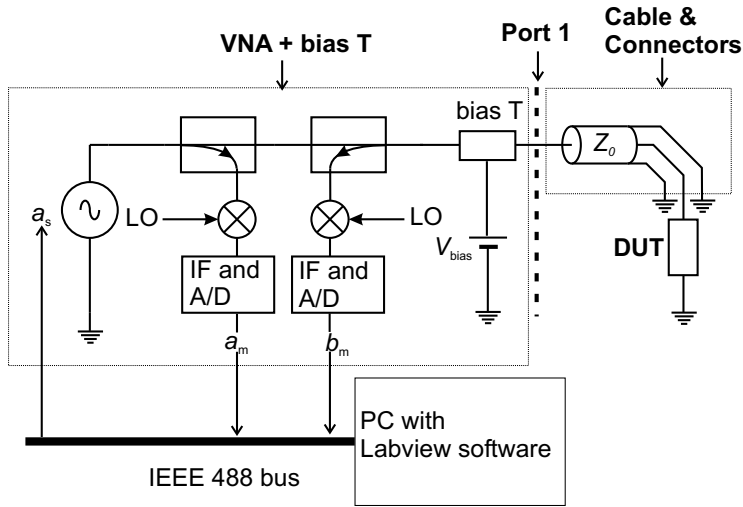 Cable &
Connectors
Port 1
VNA + bias T
bias T
Z0
as
LO
LO
Vbias
DUT
IF and
A/D
IF and
A/D
am
bm
PC with
Labview software
IEEE 488 bus